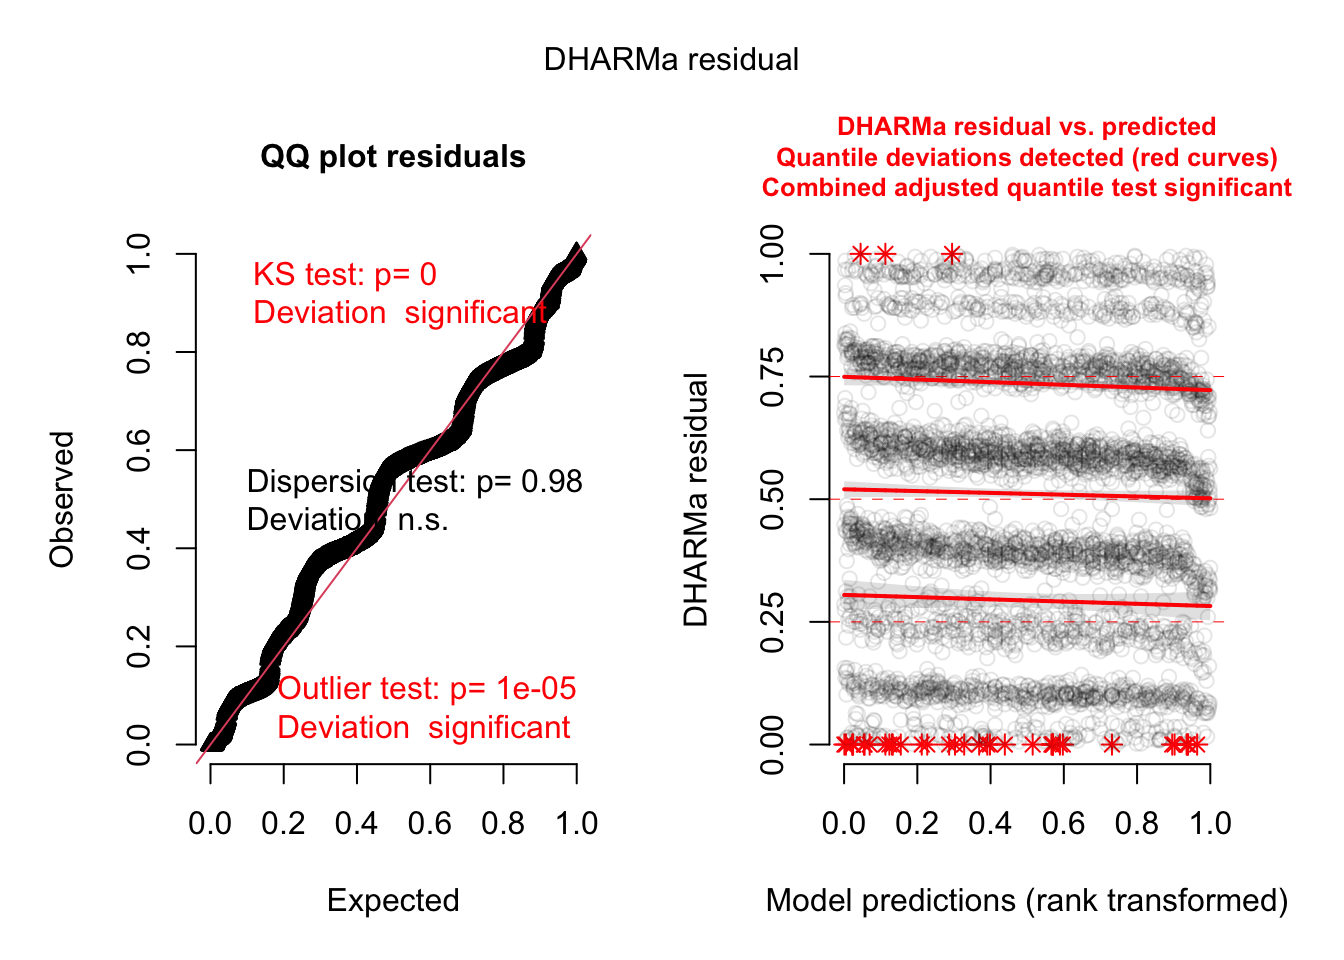 DHARMa residual
QQ plot residuals
KS test: p= 0
Deviation  significant
Dispersion test: p= 0.98
Deviation  n.s.
Outlier test: p= 1e-05
Deviation  significant
Observed
0.0 0.2 0.4 0.6 0.8 1.0
0.0 0.2 0.4 0.6 0.8 1.0
Expected
DHARMa residual vs. predicted
Quantile deviations detected (red curves)
Combined adjusted quantile test significant
DHARMa residual
0.00 0.25 0.50 0.75 1.00
0.0 0.2 0.4 0.6 0.8 1.0
Model predictions (rank transformed)